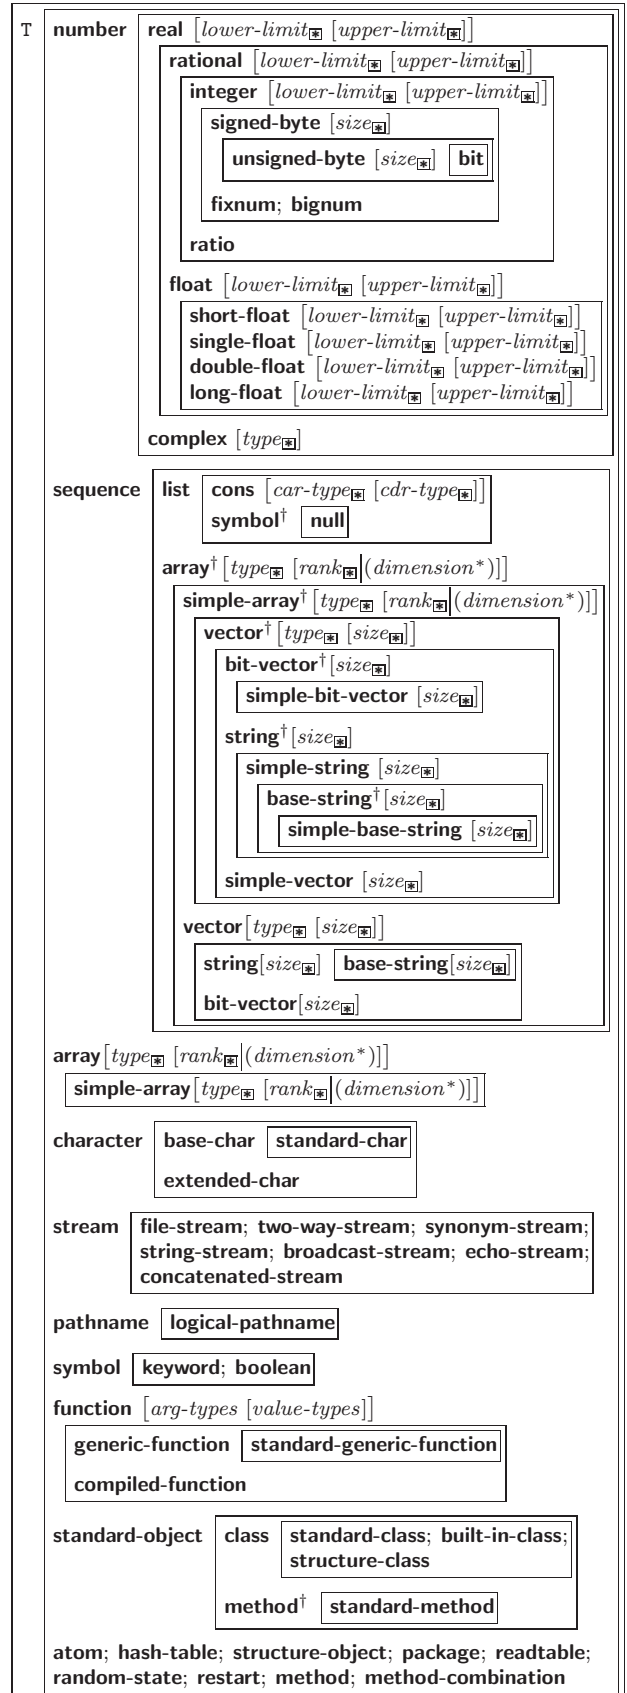 T number real [lower-limit* [upper-limit*]]
rational [lower-limit* [upper-limit*]]
integer [lower-limit* [upper-limit*]]
signed-byte [size*]
unsigned-byte [size*] bit
fixnum; bignum
ratio
float [lower-limit* [upper-limit*]]
short-float [lower-limit* [upper-limit*]]
single-float [lower-limit* [upper-limit*]]
double-float [lower-limit* [upper-limit*]]
long-float [lower-limit* [upper-limit*]]
complex [type*]
sequence list cons [car-type* [cdr-type*]]
symbol† null
array†[type* [rank*|(dimension*)]]
simple-array†[type* [rank*|(dimension*)]]
vector†[type* [size*]]
bit-vector†[size*]
simple-bit-vector [size*]
string†[size*]
simple-string [size*]
base-string†[size*]
simple-base-string [size*]
simple-vector [size*]
vector[type* [size*]]
string[size*] base-string[size*]
bit-vector[size*]
array[type* [rank*|(dimension*)]]
simple-array[type* [rank*|(dimension*)]]
character base-char standard-char
extended-char
stream file-stream; two-way-stream; synonym-stream;
string-stream; broadcast-stream; echo-stream;
concatenated-stream
pathname logical-pathname
symbol keyword; boolean
function [arg-types [value-types]]
generic-function standard-generic-function
compiled-function
standard-object class standard-class; built-in-class;
structure-class
method† standard-method
atom; hash-table; structure-object; package; readtable;
random-state; restart; method; method-combination